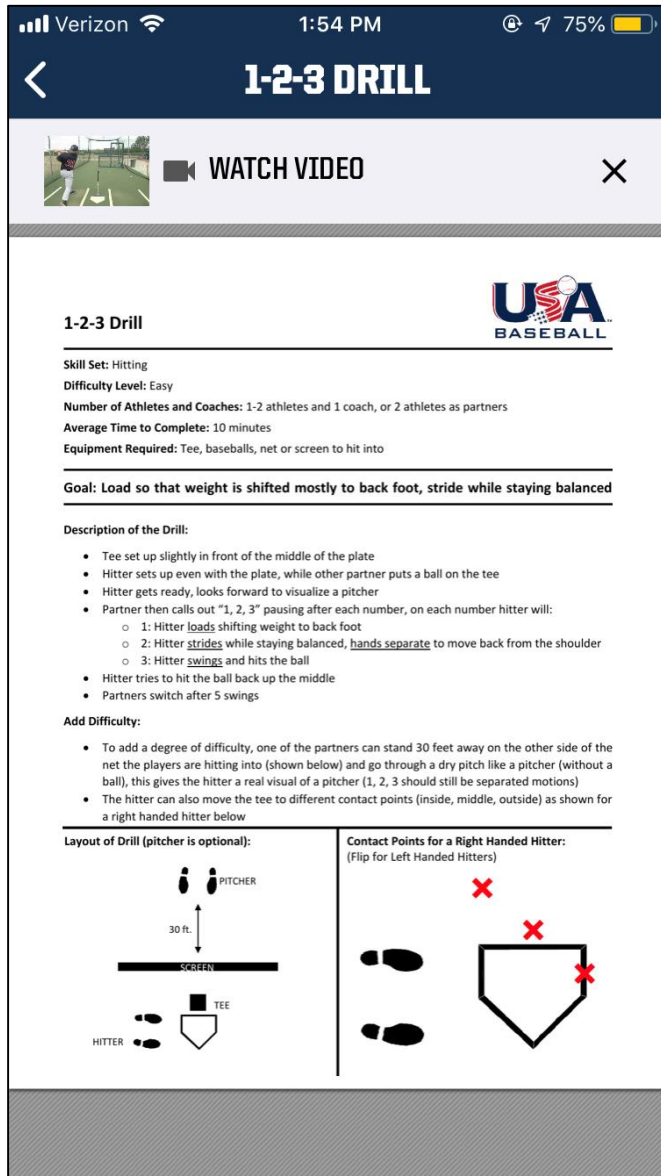 Verizon 1:54 PM 75%
1-2-3 DRILL
WATCH VIDEO
USA
BASEBALL
1-2-3 Drill
Skill Set: Hitting
Difficulty Level: Easy
Number of Athletes and Coaches: 1-2 athletes and 1 coach, or 2 athletes as partners
Average Time to Complete: 10 minutes
Equipment Required: Tee, baseballs, net or screen to hit into
Goal: Load so that weight is shifted mostly to back foot, stride while staying balanced
Description of the Drill:
• Tee set up slightly in front of the middle of the plate
• Hitter sets up even with the plate, while other partner puts a ball on the tee
• Hitter gets ready, looks forward to visualize a pitcher
• Partner then calls out “1, 2, 3” pausing after each number, on each number hitter will:
o 1: Hitter loads shifting weight to back foot
o 2: Hitter strides while staying balanced, hands separate to move back from the shoulder
o 3: Hitter swings and hits the ball
• Hitter tries to hit the ball back up the middle
• Partners switch after 5 swings
Add Difficulty:
• To add a degree of difficulty, one of the partners can stand 30 feet away on the other side of the
net the players are hitting into (shown below) and go through a dry pitch like a pitcher (without a
ball), this gives the hitter a real visual of a pitcher (1, 2, 3 should still be separated motions)
• The hitter can also move the tee to different contact points (inside, middle, outside) as shown for
a right handed hitter below
Layout of Drill (pitcher is optional):
PITCHER
30 ft.
SCREEN
TEE
HITTER
Contact Points for a Right Handed Hitter:
(Flip for Left Handed Hitters)